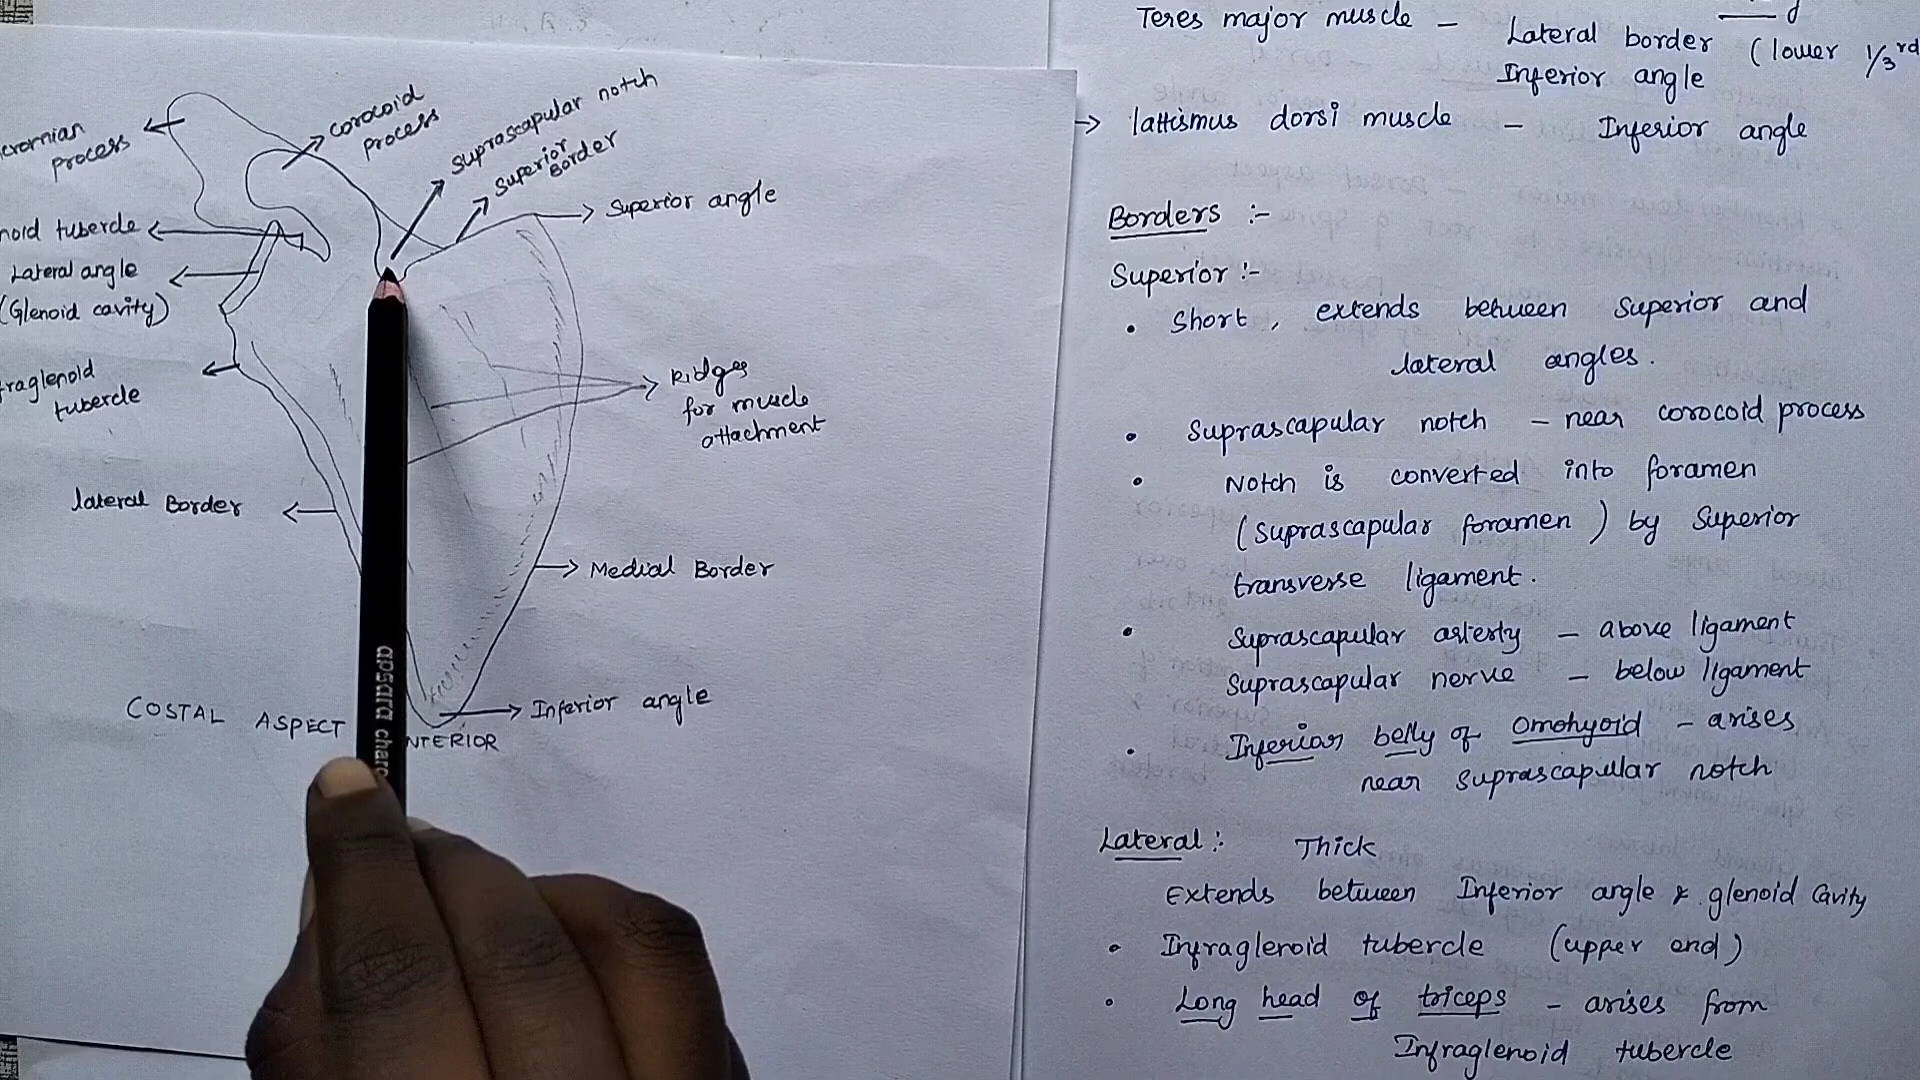 corocoid
process
suprascapular notch
Superior
Border
process
Superior angle
tubercle
Lateral angle
(Glenoid cavity)
tubercle
Ridges
for muscle
attachment
lateral Border
Medial Border
Inferior angle
COSTAL ASPECT
apsara
Teres major muscle – Lateral border (lower 1/3rd
Inferior angle
→ lattismus dorsi muscle – Inferior angle
Borders :-
Superior :-
• Short, extends between Superior and
lateral angles.
• Suprascapular notch – near corocoid process
• Notch is converted into foramen
(Suprascapular foramen) by Superior
transverse ligament.
• Suprascapular artesty – above ligament
Suprascapular nerve – below ligament
• Inferior belly of omohyoid – arises
near suprascapular notch
Lateral :- Thick
Extends between Inferior angle & glenoid Cavity
• Infraglenoid tubercle (upper end)
• Long head of triceps – arises from
Infraglenoid tubercle